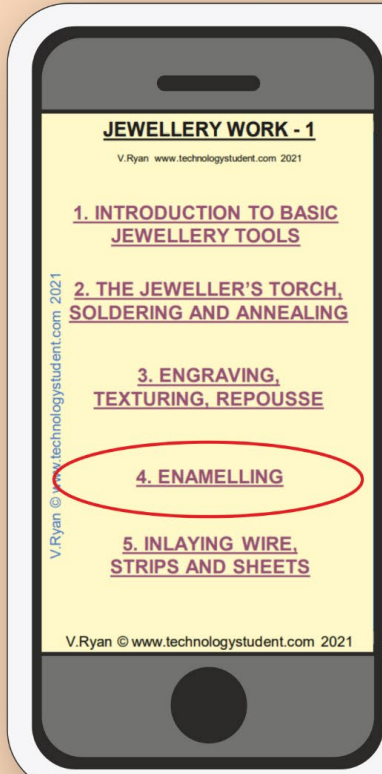 JEWELLERY WORK - 1
V.Ryan www.technologystudent.com 2021
1. INTRODUCTION TO BASIC
JEWELLERY TOOLS
2. THE JEWELLER'S TORCH,
SOLDERING AND ANNEALING
3. ENGRAVING,
TEXTURING, REPOUSSE
4. ENAMELLING
5. INLAYING WIRE,
STRIPS AND SHEETS
V.Ryan © www.technologystudent.com 2021
V.Ryan © www.technologystudent.com 2021